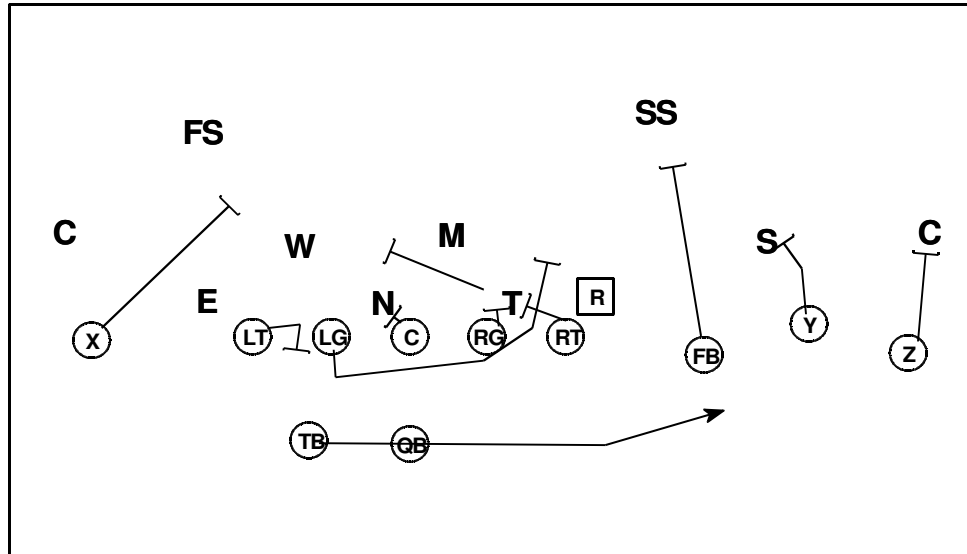 SS
FS
C W M S C
E N T R
X LT LG C RG RT FB Y Z
TB QB